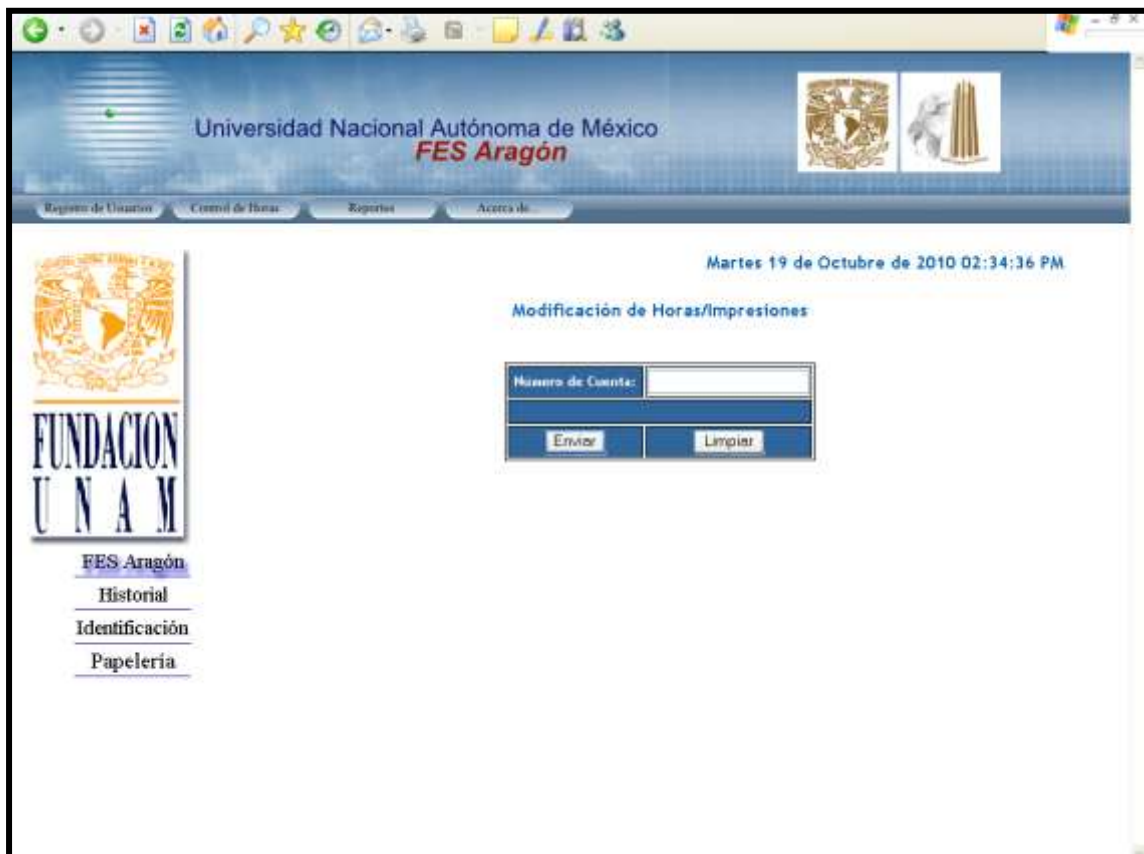 Universidad Nacional Autónoma de México
FES Aragón
Registro de Usuarios Control de Horas Reportes Acerca de...
Martes 19 de Octubre de 2010 02:34:36 PM
Modificación de Horas/Impresiones
Número de Cuenta:
Enviar Limpiar
FUNDACION
UNAM
FES Aragón
Historial
Identificación
Papelería